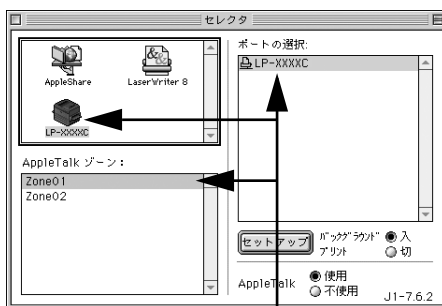 セレクタ
AppleShare
LaserWriter 8
LP-XXXXC
AppleTalk ゾーン：
Zone01
Zone02
ポートの選択:
LP-XXXXC
セットアップ
バックグラウンド
プリント
入
切
AppleTalk
使用
不使用
J1-7.6.2